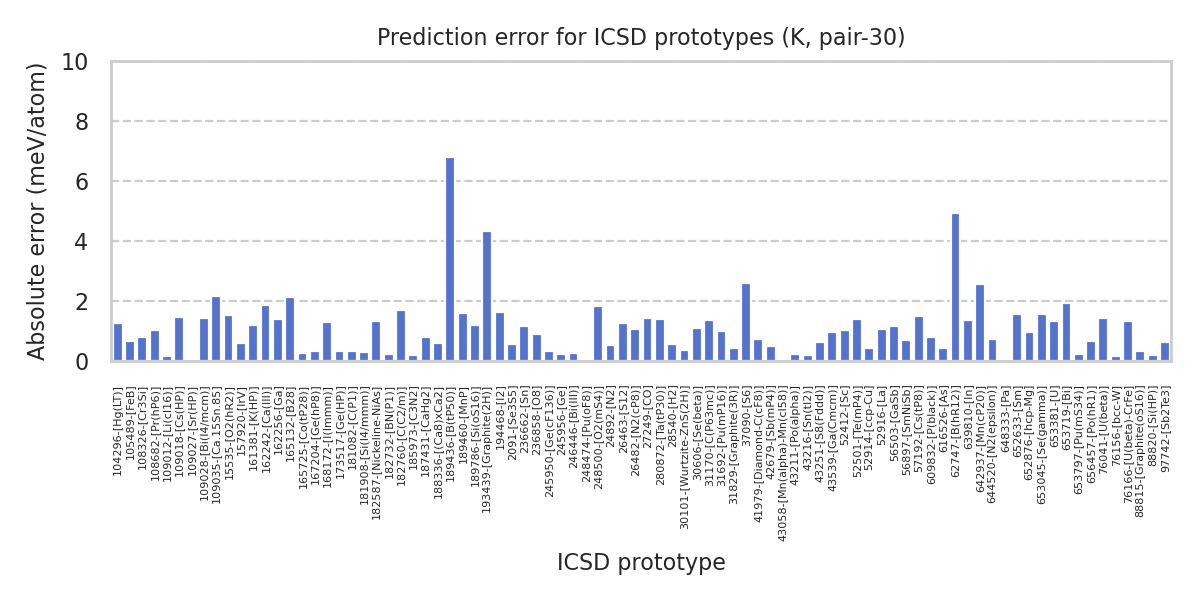 Prediction error for ICSD prototypes (K, pair-30)
Absolute error (meV/atom)
10
8
6
4
2
0
104296-[Hg(LT)]
105489-[FeB]
108326-[Cr3Si]
108682-[Pr(hP6)]
109012-[Li(cI16)]
109018-[Cs(HP)]
109027-[Sr(HP)]
109028-[Bi(I4/mcm)]
109035-[Ca.15Sn.85]
15535-[O2(hR2)]
157920-[IrV]
161381-[K(HP)]
162242-[Ca(III)]
162256-[Ga]
165132-[B28]
165725-[Co(tP28)]
167204-[Ge(hP8)]
168172-[I(Immm)]
173517-[Ge(HP)]
181082-[C(P1)]
181908-[Si(I4/mmm)]
182587-[Nickeline-NiAs]
182732-[BN(P1)]
182760-[C(C2/m)]
185973-[C3N2]
187431-[CaHg2]
188336-[(Ca8)xCa2]
189436-[B(tP50)]
189460-[MnP]
189786-[Si(oS16)]
193439-[Graphite(2H)]
194468-[I2]
2091-[Se3S5]
236662-[Sn]
236858-[O8]
245950-[Ge(cF136)]
245956-[Ge]
246446-[Bi(III)]
248474-[Pu(oF8)]
248500-[O2(mS4)]
24892-[N2]
26463-[S12]
26482-[N2(cP8)]
27249-[CO]
280872-[Ta(tP30)]
28540-[H2]
30101-[Wurtzite-ZnS(2H)]
30606-[Se(beta)]
31170-[C(P63mc)]
31692-[Pu(mP16)]
31829-[Graphite(3R)]
37090-[S6]
41979-[Diamond-C(cF8)]
42679-[Sb(mP4)]
43058-[Mn(alpha)-Mn(cI58)]
43211-[Po(alpha)]
43216-[Sn(tI2)]
43251-[S8(Fddd)]
43539-[Ga(Cmcm)]
52412-[Sc]
52501-[Te(mP4)]
52914-[fcc-Cu]
52916-[La]
56503-[GaSb]
56897-[SmNiSb]
57192-[Cs(tP8)]
609832-[P(black)]
616526-[As]
62747-[B(hR12)]
639810-[In]
642937-[Mn(cP20)]
644520-[N2(epsilon)]
648333-[Pa]
652633-[Sm]
652876-[hcp-Mg]
653045-[Se(gamma)]
653381-[U]
653719-[Bi]
653797-[Pu(mS34)]
656457-[Po(hR1)]
76041-[U(beta)]
76156-[bcc-W]
76166-[U(beta)-CrFe]
88815-[Graphite(oS16)]
88820-[Si(HP)]
97742-[Sb2Te3]
ICSD prototype